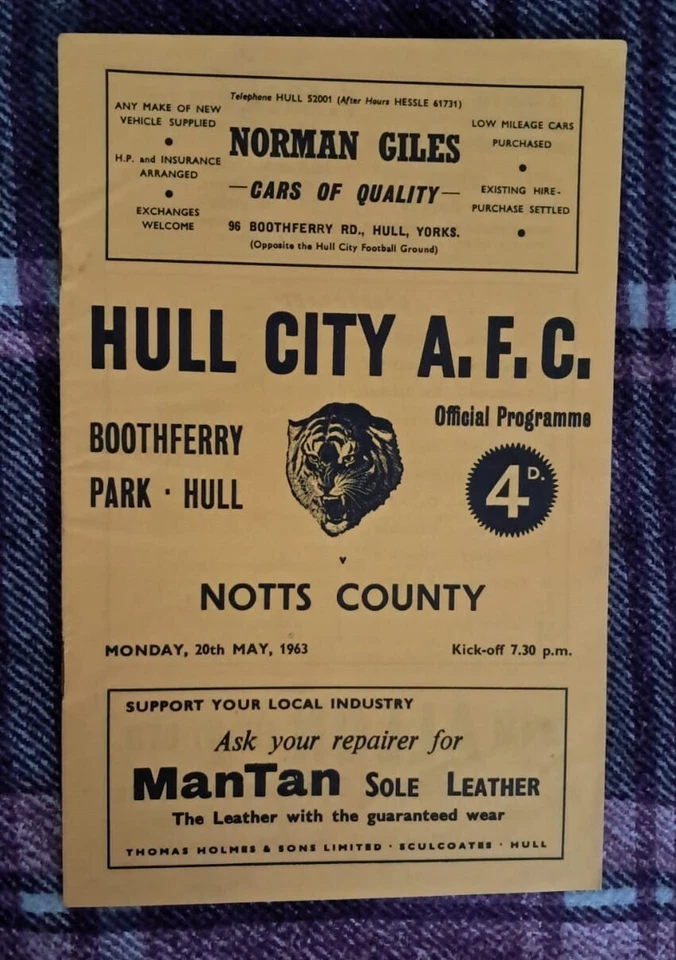 Telephone HULL 52001 (After Hours HESSLE 61731)
ANY MAKE OF NEW
VEHICLE SUPPLIED
•
H.P. and INSURANCE
ARRANGED
•
EXCHANGES
WELCOME
NORMAN GILES
—CARS OF QUALITY—
96 BOOTHFERRY RD., HULL, YORKS.
(Opposite the Hull City Football Ground)
LOW MILEAGE CARS
PURCHASED
•
EXISTING HIRE-
PURCHASE SETTLED
•
HULL CITY A.F.C.
BOOTHFERRY
PARK · HULL
Official Programme
4D.
v
NOTTS COUNTY
MONDAY, 20th MAY, 1963
Kick-off 7.30 p.m.
SUPPORT YOUR LOCAL INDUSTRY
Ask your repairer for
ManTan SOLE LEATHER
The Leather with the guaranteed wear
THOMAS HOLMES & SONS LIMITED · SCULCOATES · HULL